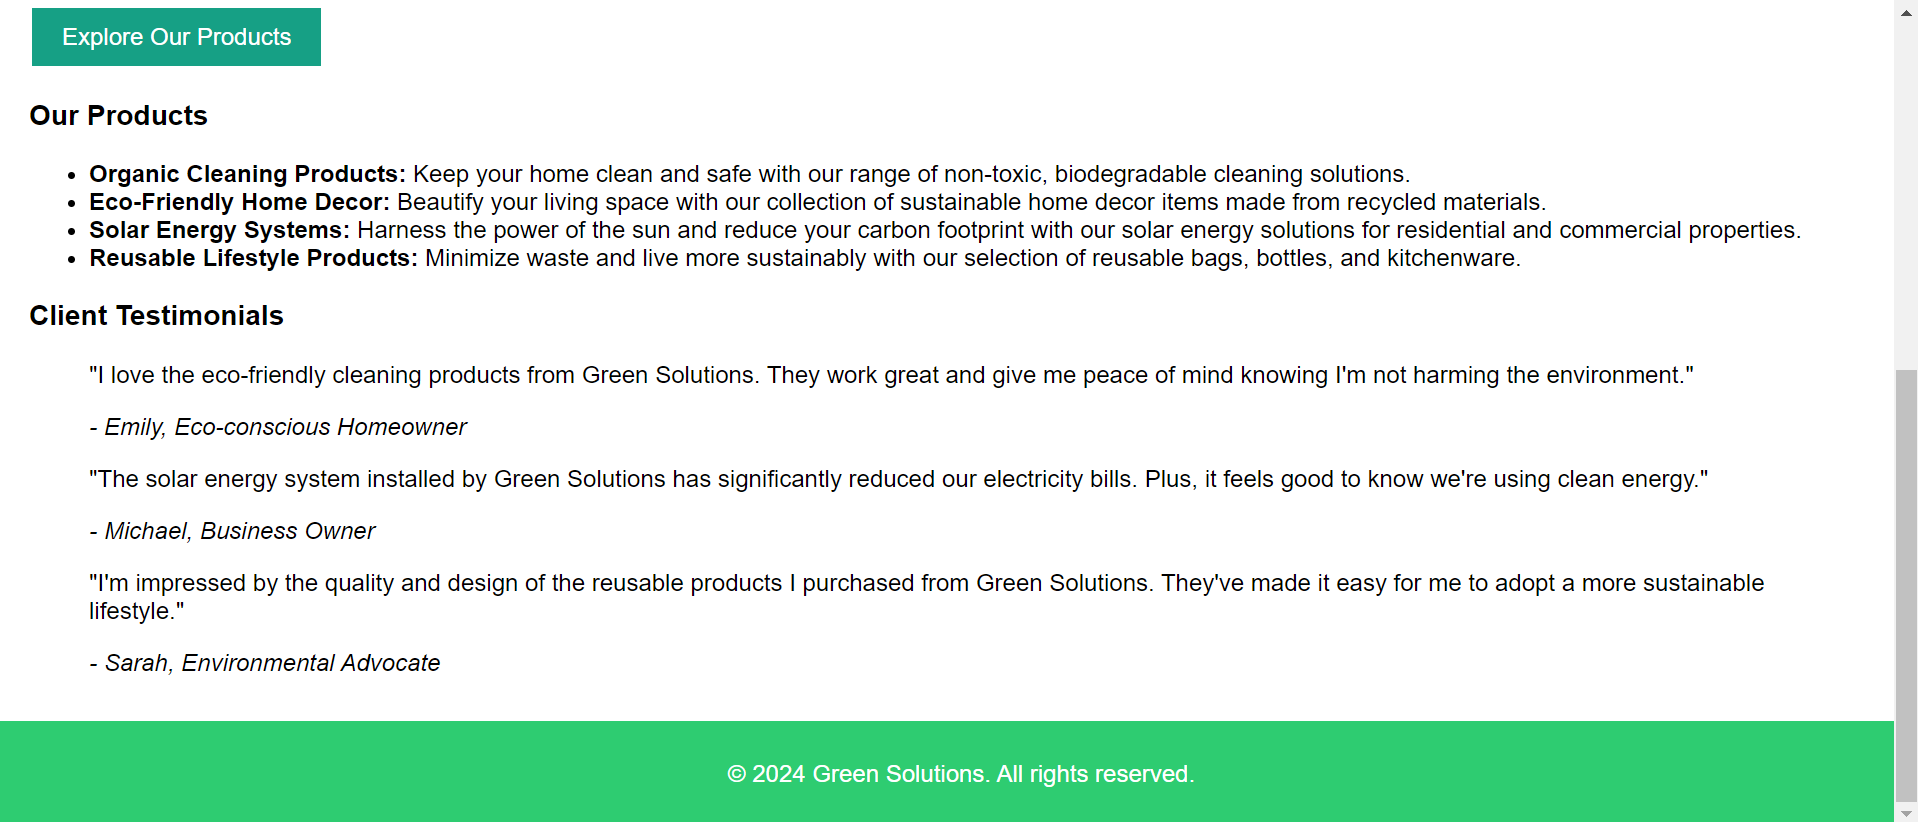 Explore Our Products
Our Products
• Organic Cleaning Products: Keep your home clean and safe with our range of non-toxic, biodegradable cleaning solutions.
• Eco-Friendly Home Decor: Beautify your living space with our collection of sustainable home decor items made from recycled materials.
• Solar Energy Systems: Harness the power of the sun and reduce your carbon footprint with our solar energy solutions for residential and commercial properties.
• Reusable Lifestyle Products: Minimize waste and live more sustainably with our selection of reusable bags, bottles, and kitchenware.
Client Testimonials
"I love the eco-friendly cleaning products from Green Solutions. They work great and give me peace of mind knowing I'm not harming the environment."
- Emily, Eco-conscious Homeowner
"The solar energy system installed by Green Solutions has significantly reduced our electricity bills. Plus, it feels good to know we're using clean energy."
- Michael, Business Owner
"I'm impressed by the quality and design of the reusable products I purchased from Green Solutions. They've made it easy for me to adopt a more sustainable
lifestyle."
- Sarah, Environmental Advocate
© 2024 Green Solutions. All rights reserved.